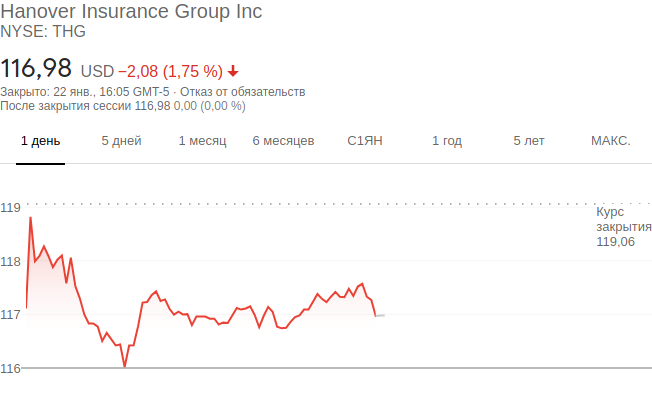 Hanover Insurance Group Inc
NYSE: THG
116,98 USD −2,08 (1,75 %)
Закрыто: 22 янв., 16:05 GMT-5 · Отказ от обязательств
После закрытия сессии 116,98 0,00 (0,00 %)
1 день 5 дней 1 месяц 6 месяцев С1ЯН 1 год 5 лет МАКС.
119
Курс
закрытия
119,06
118
117
116